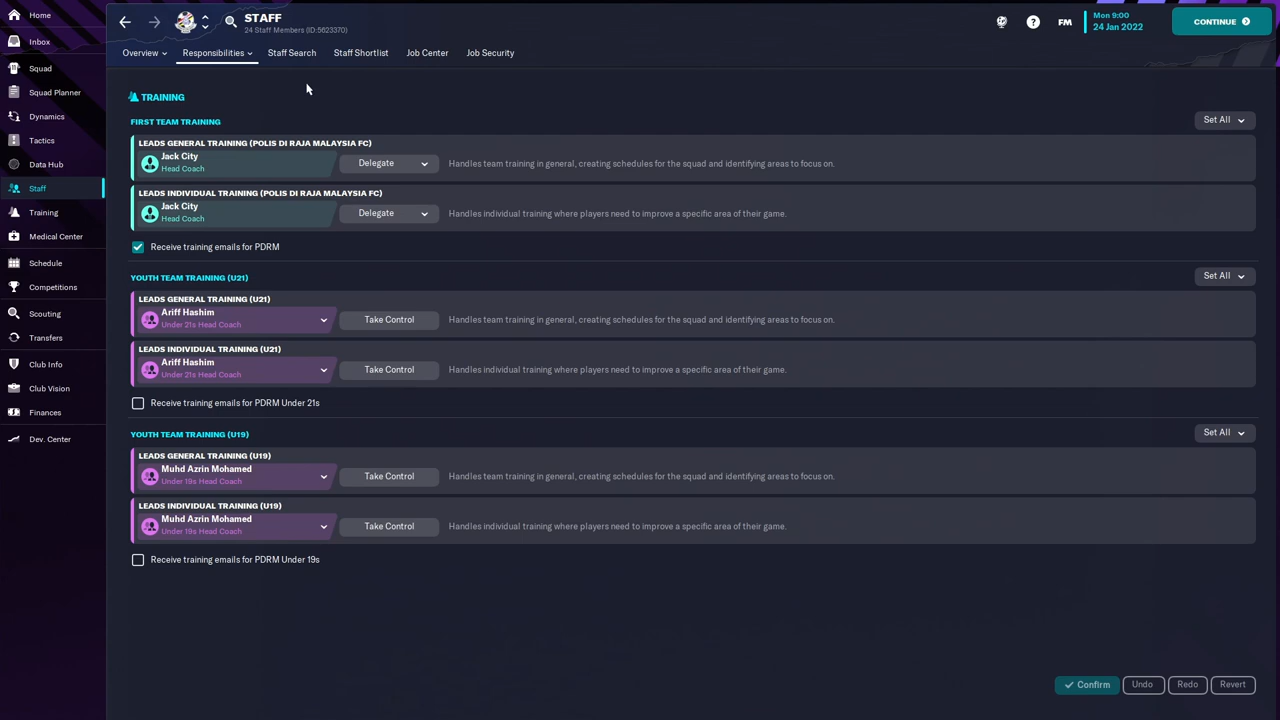 Home
Inbox
Squad
Squad Planner
Dynamics
Tactics
Data Hub
Staff
Training
Medical Center
Schedule
Competitions
Scouting
Transfers
Club Info
Club Vision
Finances
Dev. Center
STAFF
24 Staff Members (ID:5623370)
FM
Mon 9:00
24 Jan 2022
CONTINUE
Overview
Responsibilities
Staff Search
Staff Shortlist
Job Center
Job Security
TRAINING
FIRST TEAM TRAINING
Set All
LEADS GENERAL TRAINING (POLIS DI RAJA MALAYSIA FC)
Jack City
Head Coach
Delegate
Handles team training in general, creating schedules for the squad and identifying areas to focus on.
LEADS INDIVIDUAL TRAINING (POLIS DI RAJA MALAYSIA FC)
Jack City
Head Coach
Delegate
Handles individual training where players need to improve a specific area of their game.
Receive training emails for PDRM
YOUTH TEAM TRAINING (U21)
Set All
LEADS GENERAL TRAINING (U21)
Ariff Hashim
Under 21s Head Coach
Take Control
Handles team training in general, creating schedules for the squad and identifying areas to focus on.
LEADS INDIVIDUAL TRAINING (U21)
Ariff Hashim
Under 21s Head Coach
Take Control
Handles individual training where players need to improve a specific area of their game.
Receive training emails for PDRM Under 21s
YOUTH TEAM TRAINING (U19)
Set All
LEADS GENERAL TRAINING (U19)
Muhd Azrin Mohamed
Under 19s Head Coach
Take Control
Handles team training in general, creating schedules for the squad and identifying areas to focus on.
LEADS INDIVIDUAL TRAINING (U19)
Muhd Azrin Mohamed
Under 19s Head Coach
Take Control
Handles individual training where players need to improve a specific area of their game.
Receive training emails for PDRM Under 19s
Confirm
Undo
Redo
Revert